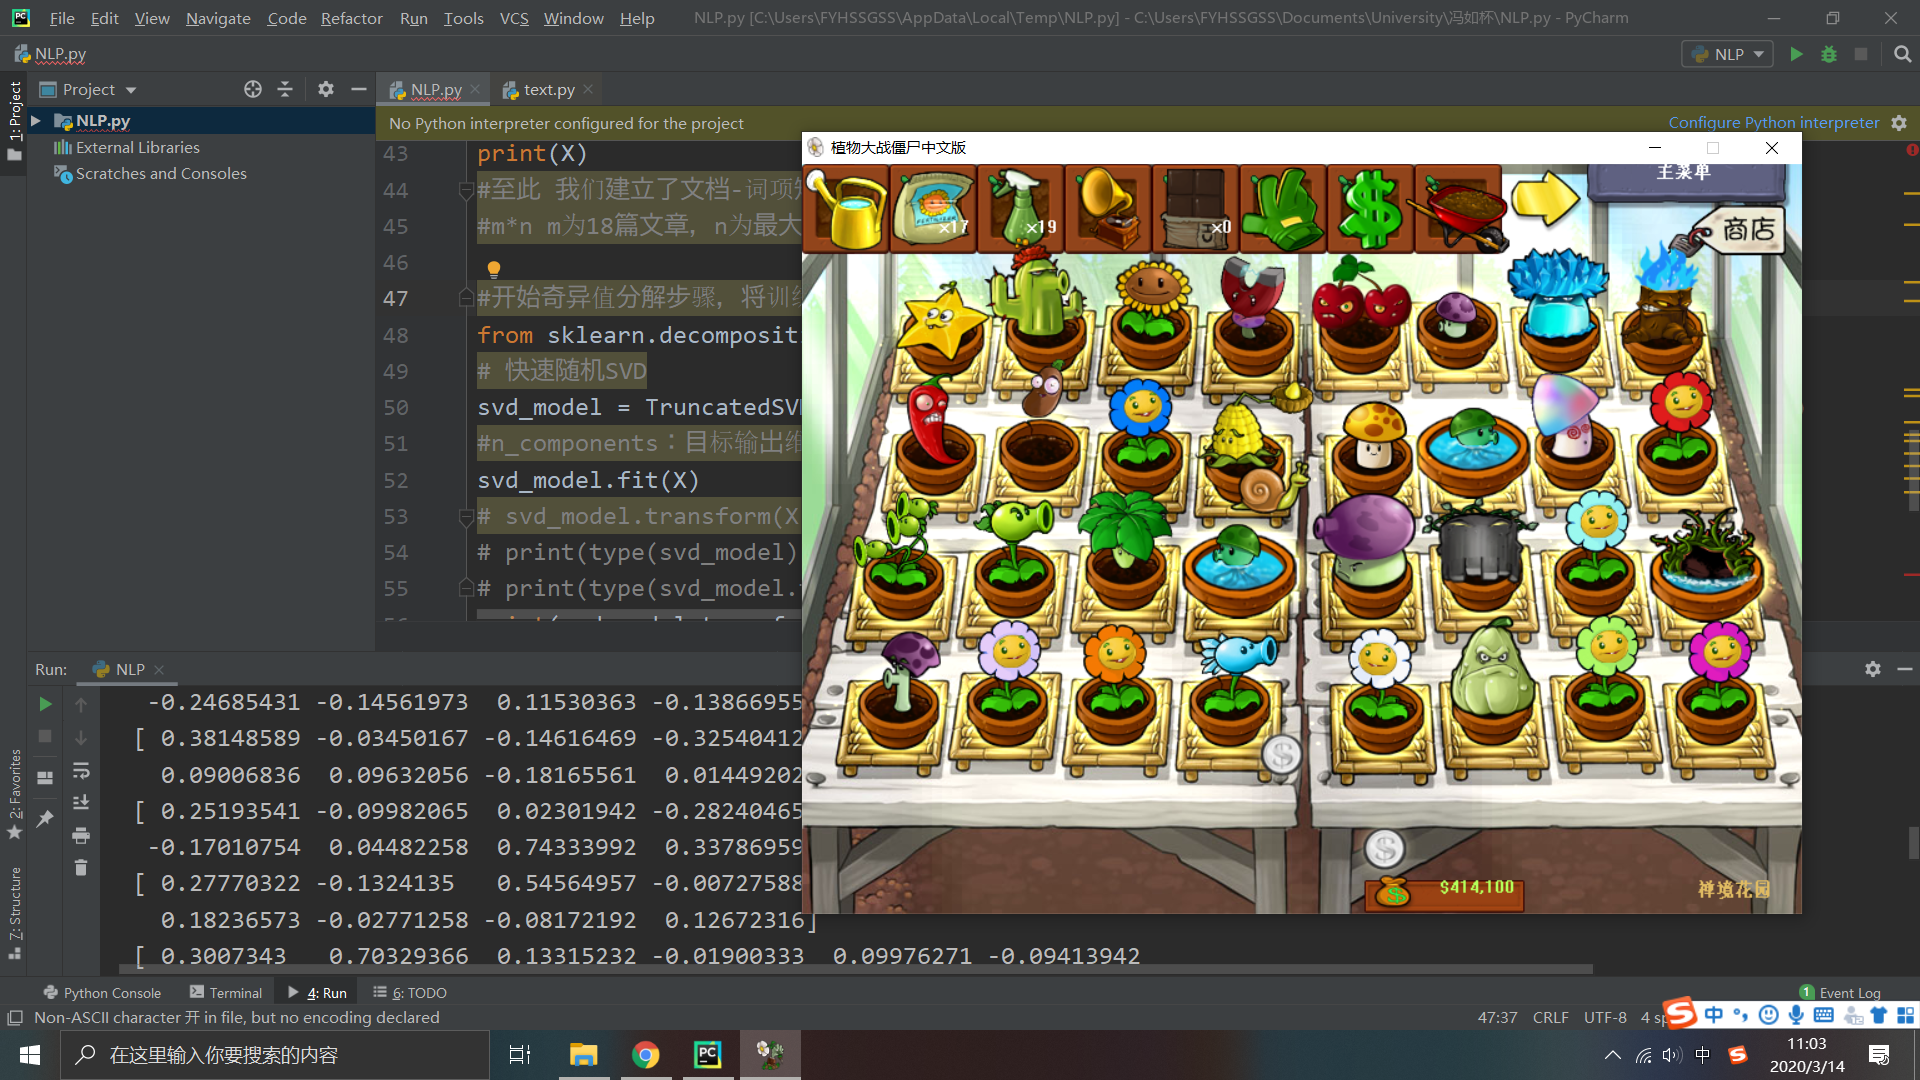 File Edit View Navigate Code Refactor Run Tools VCS Window Help NLP.py [C:\Users\FYHSSGSS\AppData\Local\Temp\NLP.py] - C:\Users\FYHSSGSS\Documents\University\冯如杯\NLP.py - PyCharm
NLP.py
NLP
1: Project
Project
NLP.py
text.py
NLP.py
External Libraries
Scratches and Consoles
No Python interpreter configured for the project
Configure Python interpreter
43 print(X)
44 #至此 我们建立了文档-词项
45 #m*n m为18篇文章, n为最大
46
47 #开始奇异值分解步骤, 将训
48 from sklearn.decomposit
49 # 快速随机SVD
50 svd_model = TruncatedSV
51 #n_components：目标输出维
52 svd_model.fit(X)
53 # svd_model.transform(X
54 # print(type(svd_model)
55 # print(type(svd_model.
植物大战僵尸中文版
×17
×19
×0
主菜单
商店
$414,100
禅境花园
Run: NLP
-0.24685431 -0.14561973 0.11530363 -0.13866955
[ 0.38148589 -0.03450167 -0.14616469 -0.32540412
0.09006836 0.09632056 -0.18165561 0.01449202
[ 0.25193541 -0.09982065 0.02301942 -0.28240465
-0.17010754 0.04482258 0.74333992 0.33786959
[ 0.27770322 -0.1324135 0.54564957 -0.00727588
0.18236573 -0.02771258 -0.08172192 0.12672316]
[ 0.3007343 0.70329366 0.13315232 -0.01900333 0.09976271 -0.09413942
2: Favorites
7: Structure
Python Console Terminal 4: Run 6: TODO
1 Event Log
Non-ASCII character 开 in file, but no encoding declared
47:37 CRLF UTF-8 4 sp
中
在这里输入你要搜索的内容
中
11:03
2020/3/14